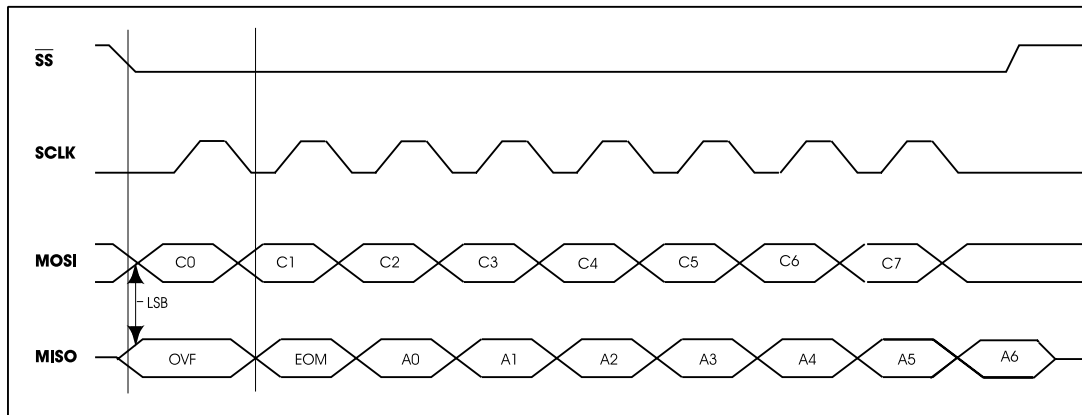 SS
SCLK
MOSI C0 C1 C2 C3 C4 C5 C6 C7
LSB
MISO OVF EOM A0 A1 A2 A3 A4 A5 A6